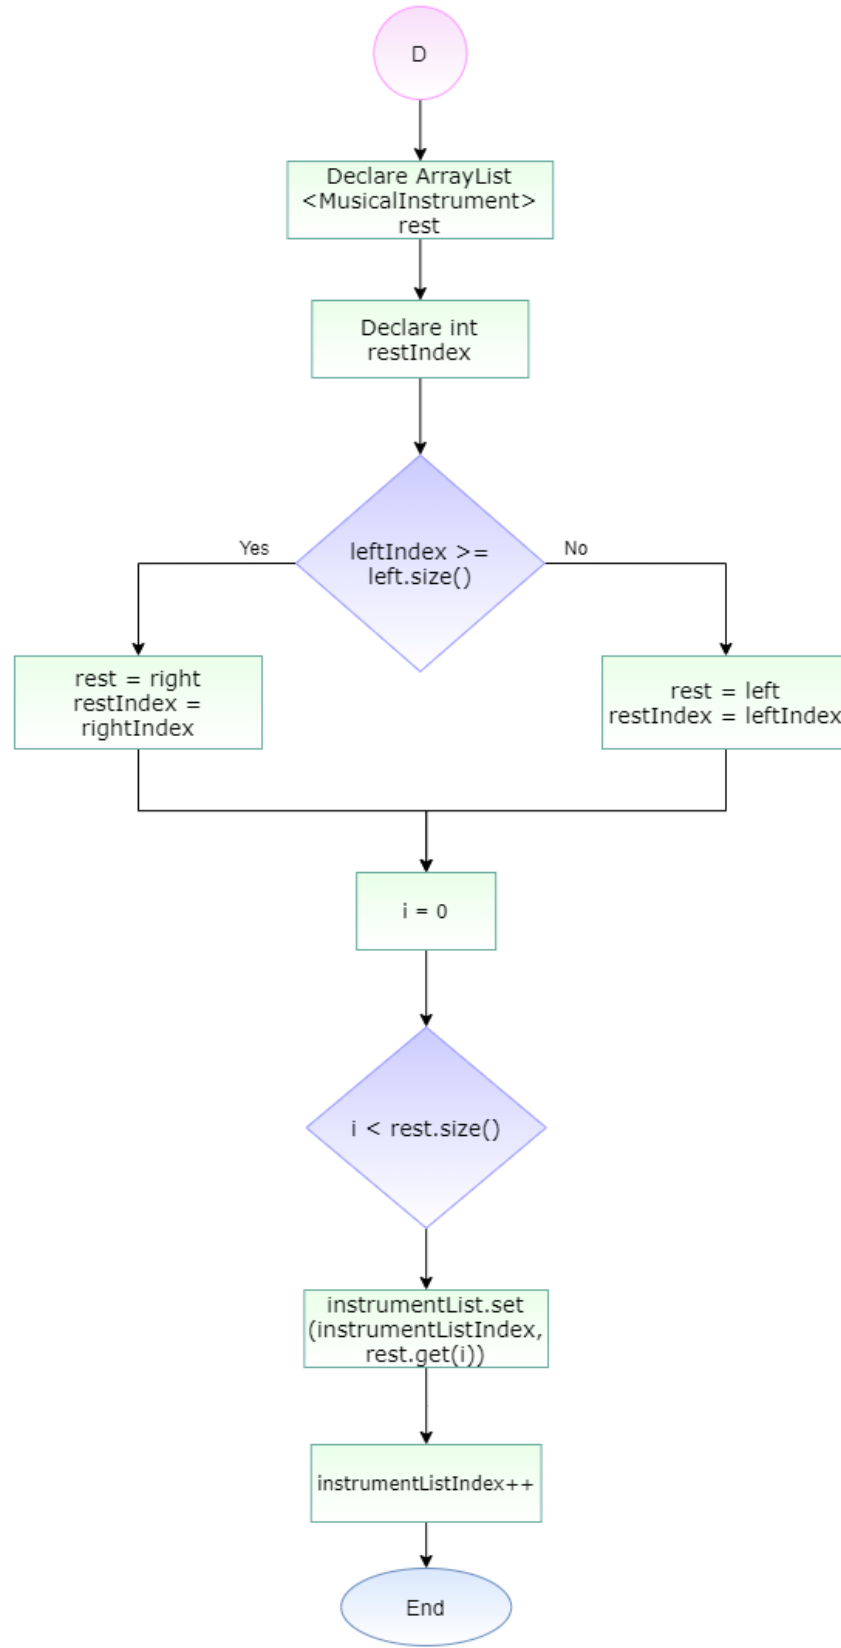 D
Declare ArrayList
<MusicalInstrument>
rest
Declare int
restIndex
leftIndex >=
left.size()
Yes
No
rest = right
restIndex =
rightIndex
rest = left
restIndex = leftIndex
i = 0
i < rest.size()
instrumentList.set
(instrumentListIndex,
rest.get(i))
instrumentListIndex++
End